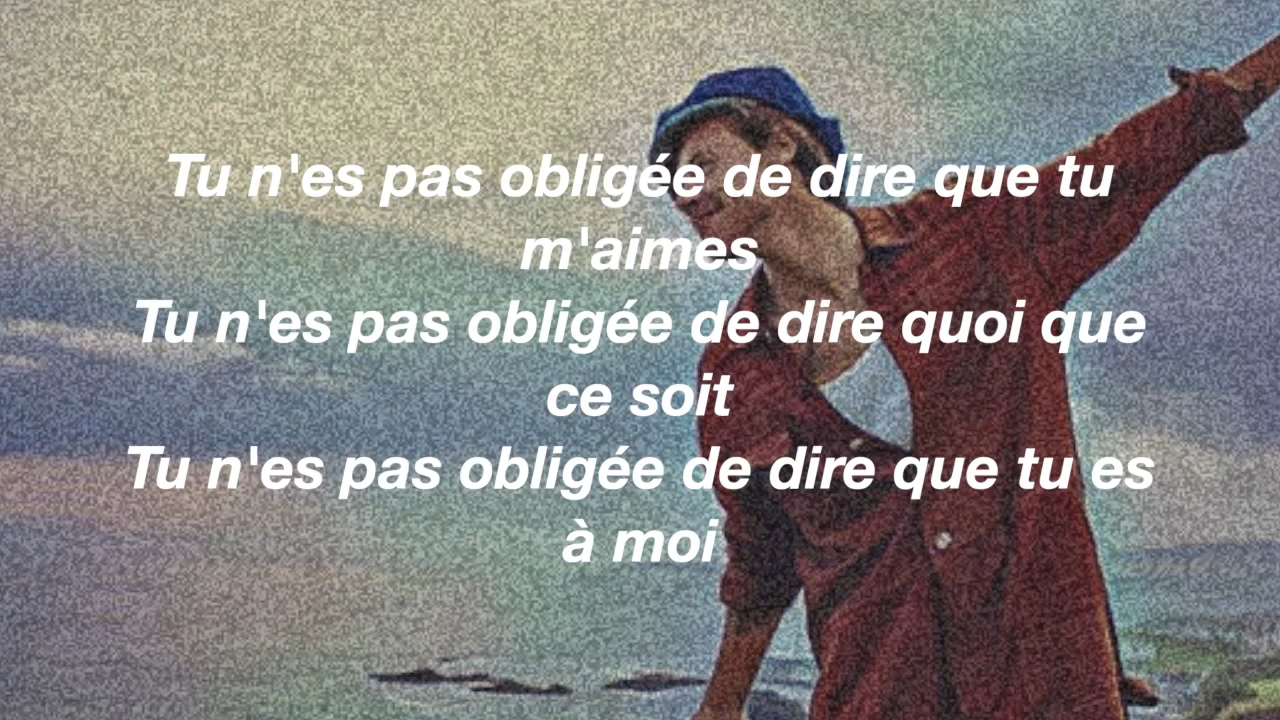 Tu n'es pas obligée de dire que tu
m'aimes
Tu n'es pas obligée de dire quoi que
ce soit
Tu n'es pas obligée de dire que tu es
à moi